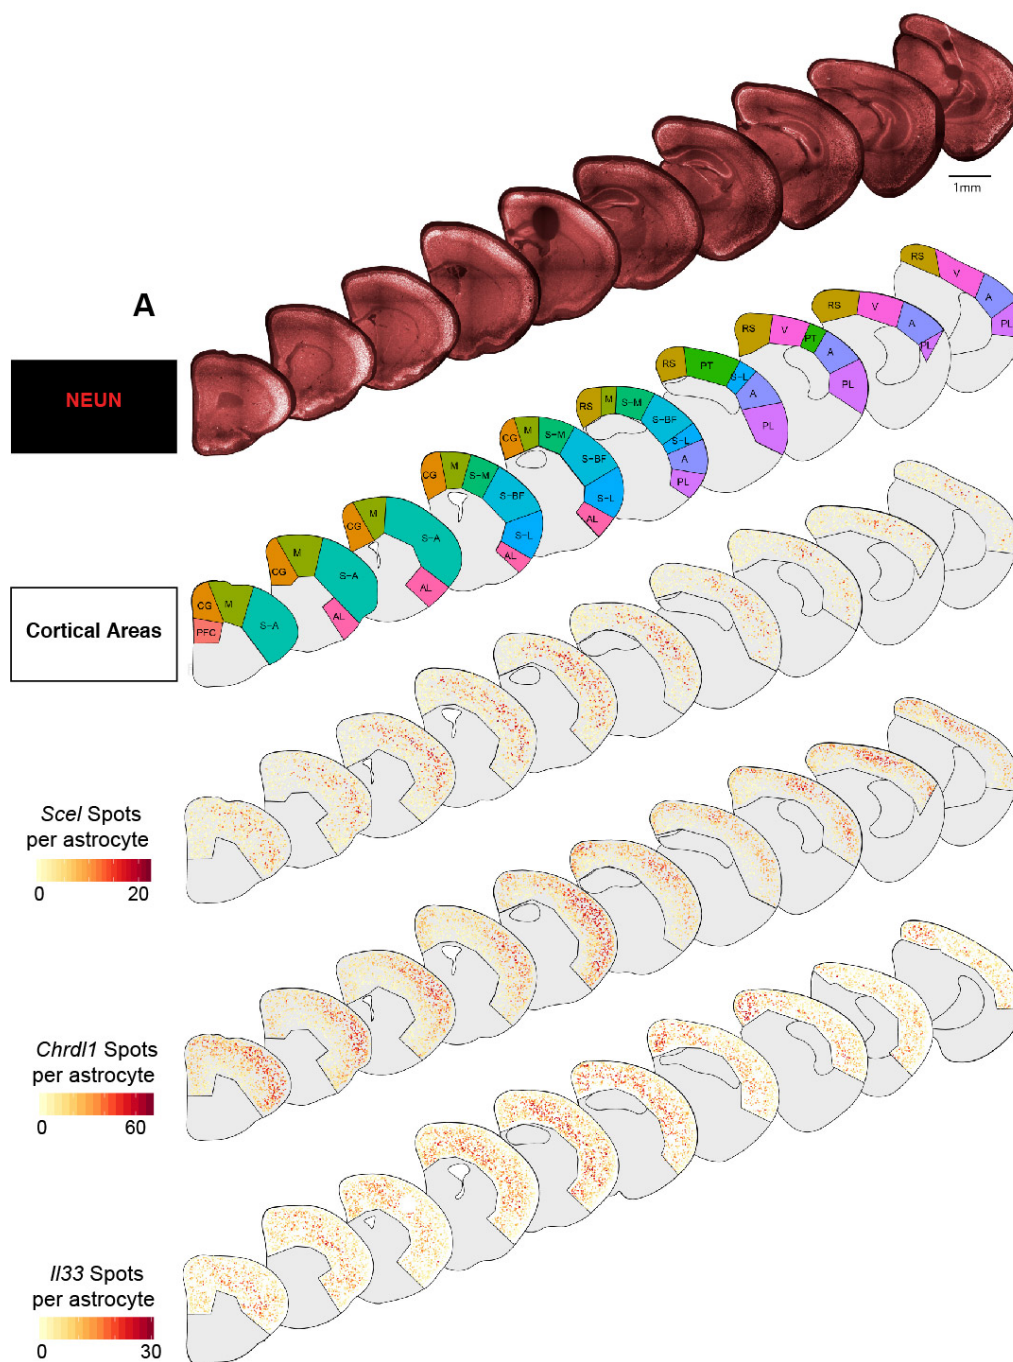 1mm
A
NEUN
RS V A PL
RS V A PL
RS V PT A PL
RS PT S-L A PL
RS M S-M S-BF S-L A PL
CG M S-M S-BF S-L AL
CG M S-M S-BF S-L AL
CG M S-A AL
CG M S-A AL
CG M S-A PFC
Cortical Areas
Scel Spots
per astrocyte
0 20
Chrdl1 Spots
per astrocyte
0 60
Il33 Spots
per astrocyte
0 30